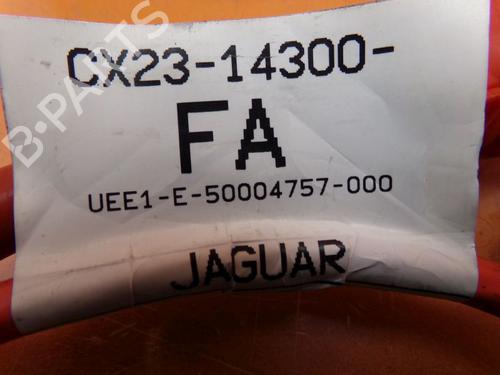 CX23-14300-
FA
UEE1-E-50004757-000
JAGUAR
B-PARTS